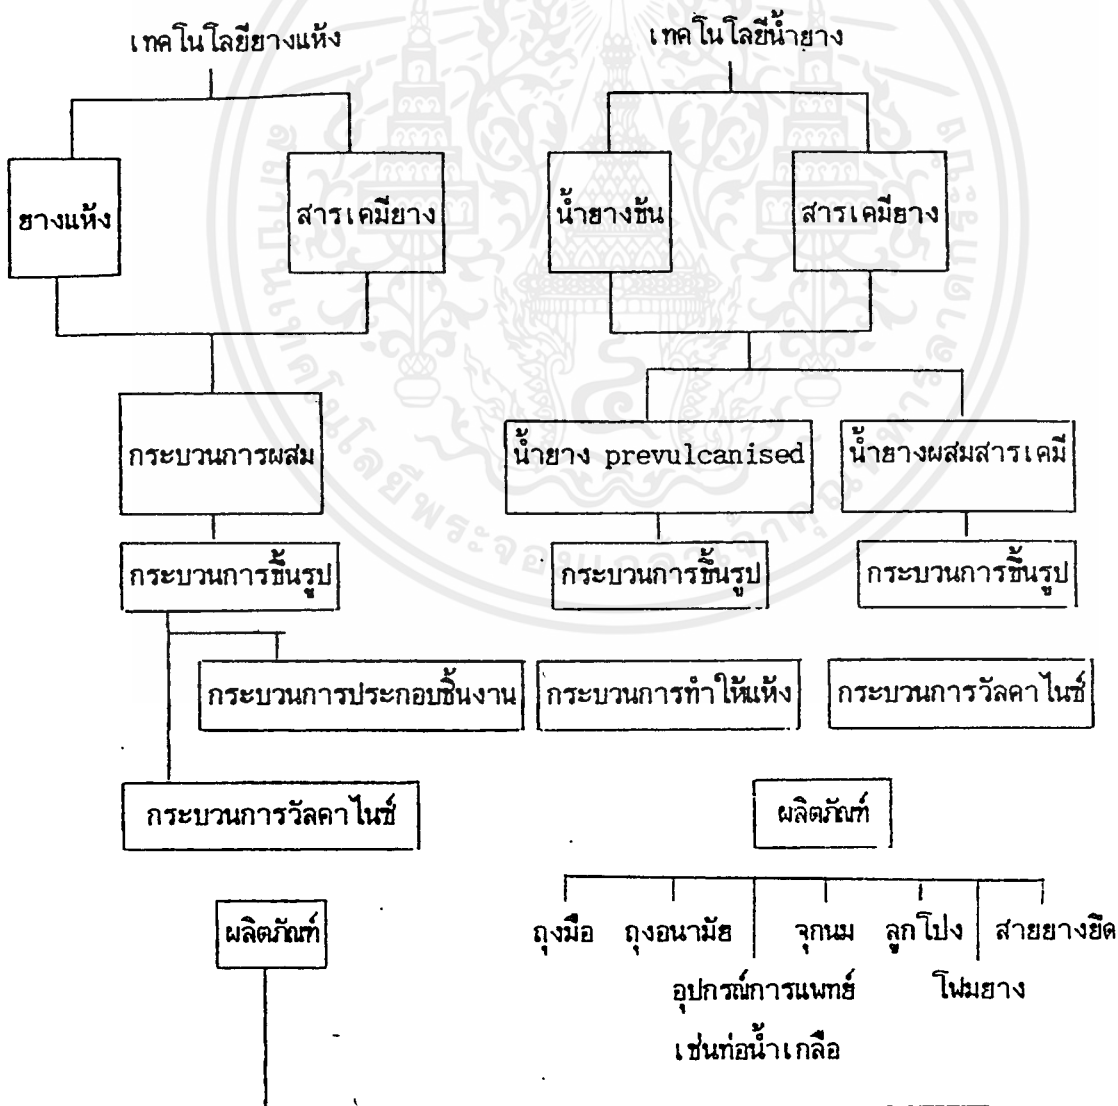 เทคโนโลยียางแห้ง
เทคโนโลยีน้ำยาง
ยางแห้ง
สารเคมียาง
น้ำยางข้น
สารเคมียาง
กระบวนการผสม
น้ำยาง prevulcanised
น้ำยางผสมสารเคมี
กระบวนการขึ้นรูป
กระบวนการขึ้นรูป
กระบวนการขึ้นรูป
กระบวนการประกอบชิ้นงาน
กระบวนการทำให้แห้ง
กระบวนการวัลคาไนซ์
กระบวนการวัลคาไนซ์
ผลิตภัณฑ์
ผลิตภัณฑ์
ถุงมือ
ถุงอนามัย
จุกนม
ลูกโป่ง
สายยางยืด
อุปกรณ์การแพทย์
โฟมยาง
เช่นท่อน้ำเกลือ